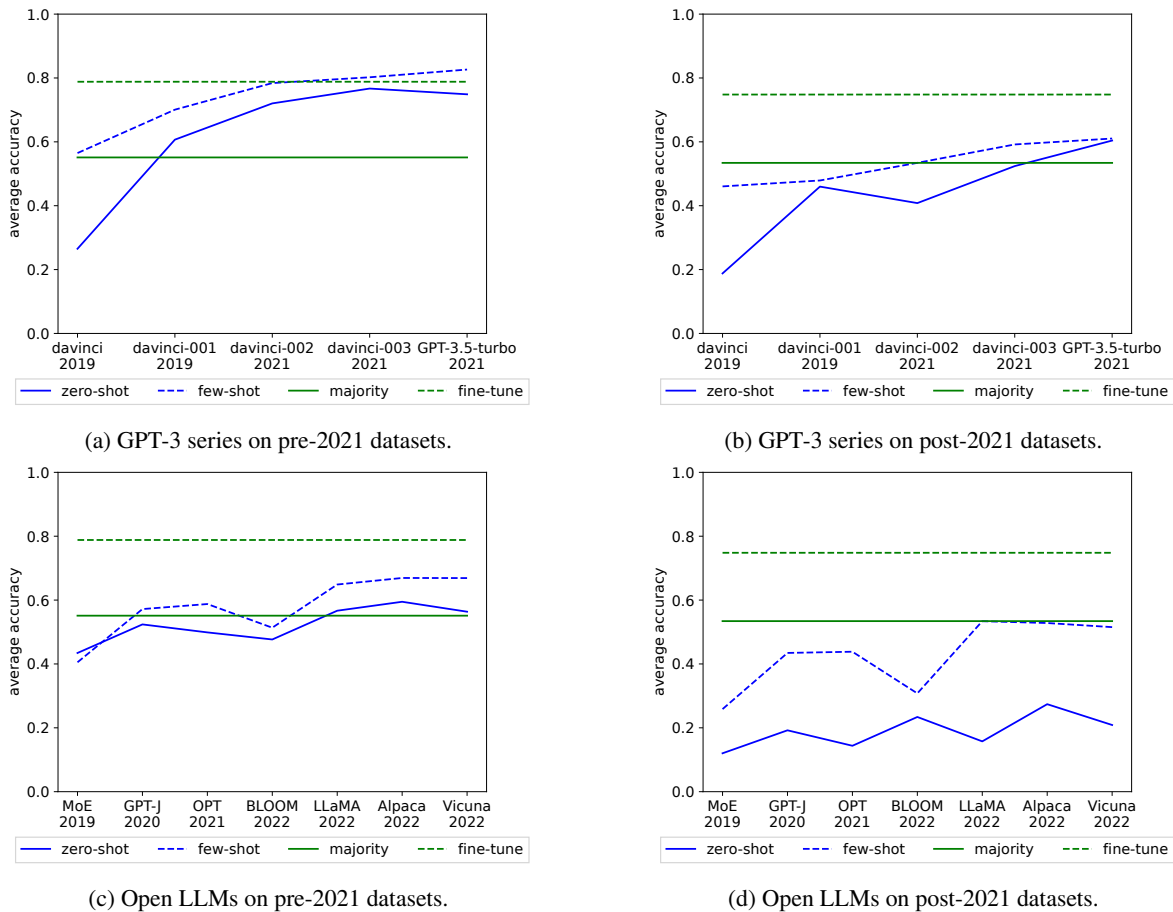 1.0
0.8
0.6
0.4
0.2
0.0
average accuracy
davinci 2019
davinci-001 2019
davinci-002 2021
davinci-003 2021
GPT-3.5-turbo 2021
zero-shot few-shot majority fine-tune
(a) GPT-3 series on pre-2021 datasets.
1.0
0.8
0.6
0.4
0.2
0.0
average accuracy
davinci 2019
davinci-001 2019
davinci-002 2021
davinci-003 2021
GPT-3.5-turbo 2021
zero-shot few-shot majority fine-tune
(b) GPT-3 series on post-2021 datasets.
1.0
0.8
0.6
0.4
0.2
0.0
average accuracy
MoE 2019
GPT-J 2020
OPT 2021
BLOOM 2022
LLaMA 2022
Alpaca 2022
Vicuna 2022
zero-shot few-shot majority fine-tune
(c) Open LLMs on pre-2021 datasets.
1.0
0.8
0.6
0.4
0.2
0.0
average accuracy
MoE 2019
GPT-J 2020
OPT 2021
BLOOM 2022
LLaMA 2022
Alpaca 2022
Vicuna 2022
zero-shot few-shot majority fine-tune
(d) Open LLMs on post-2021 datasets.